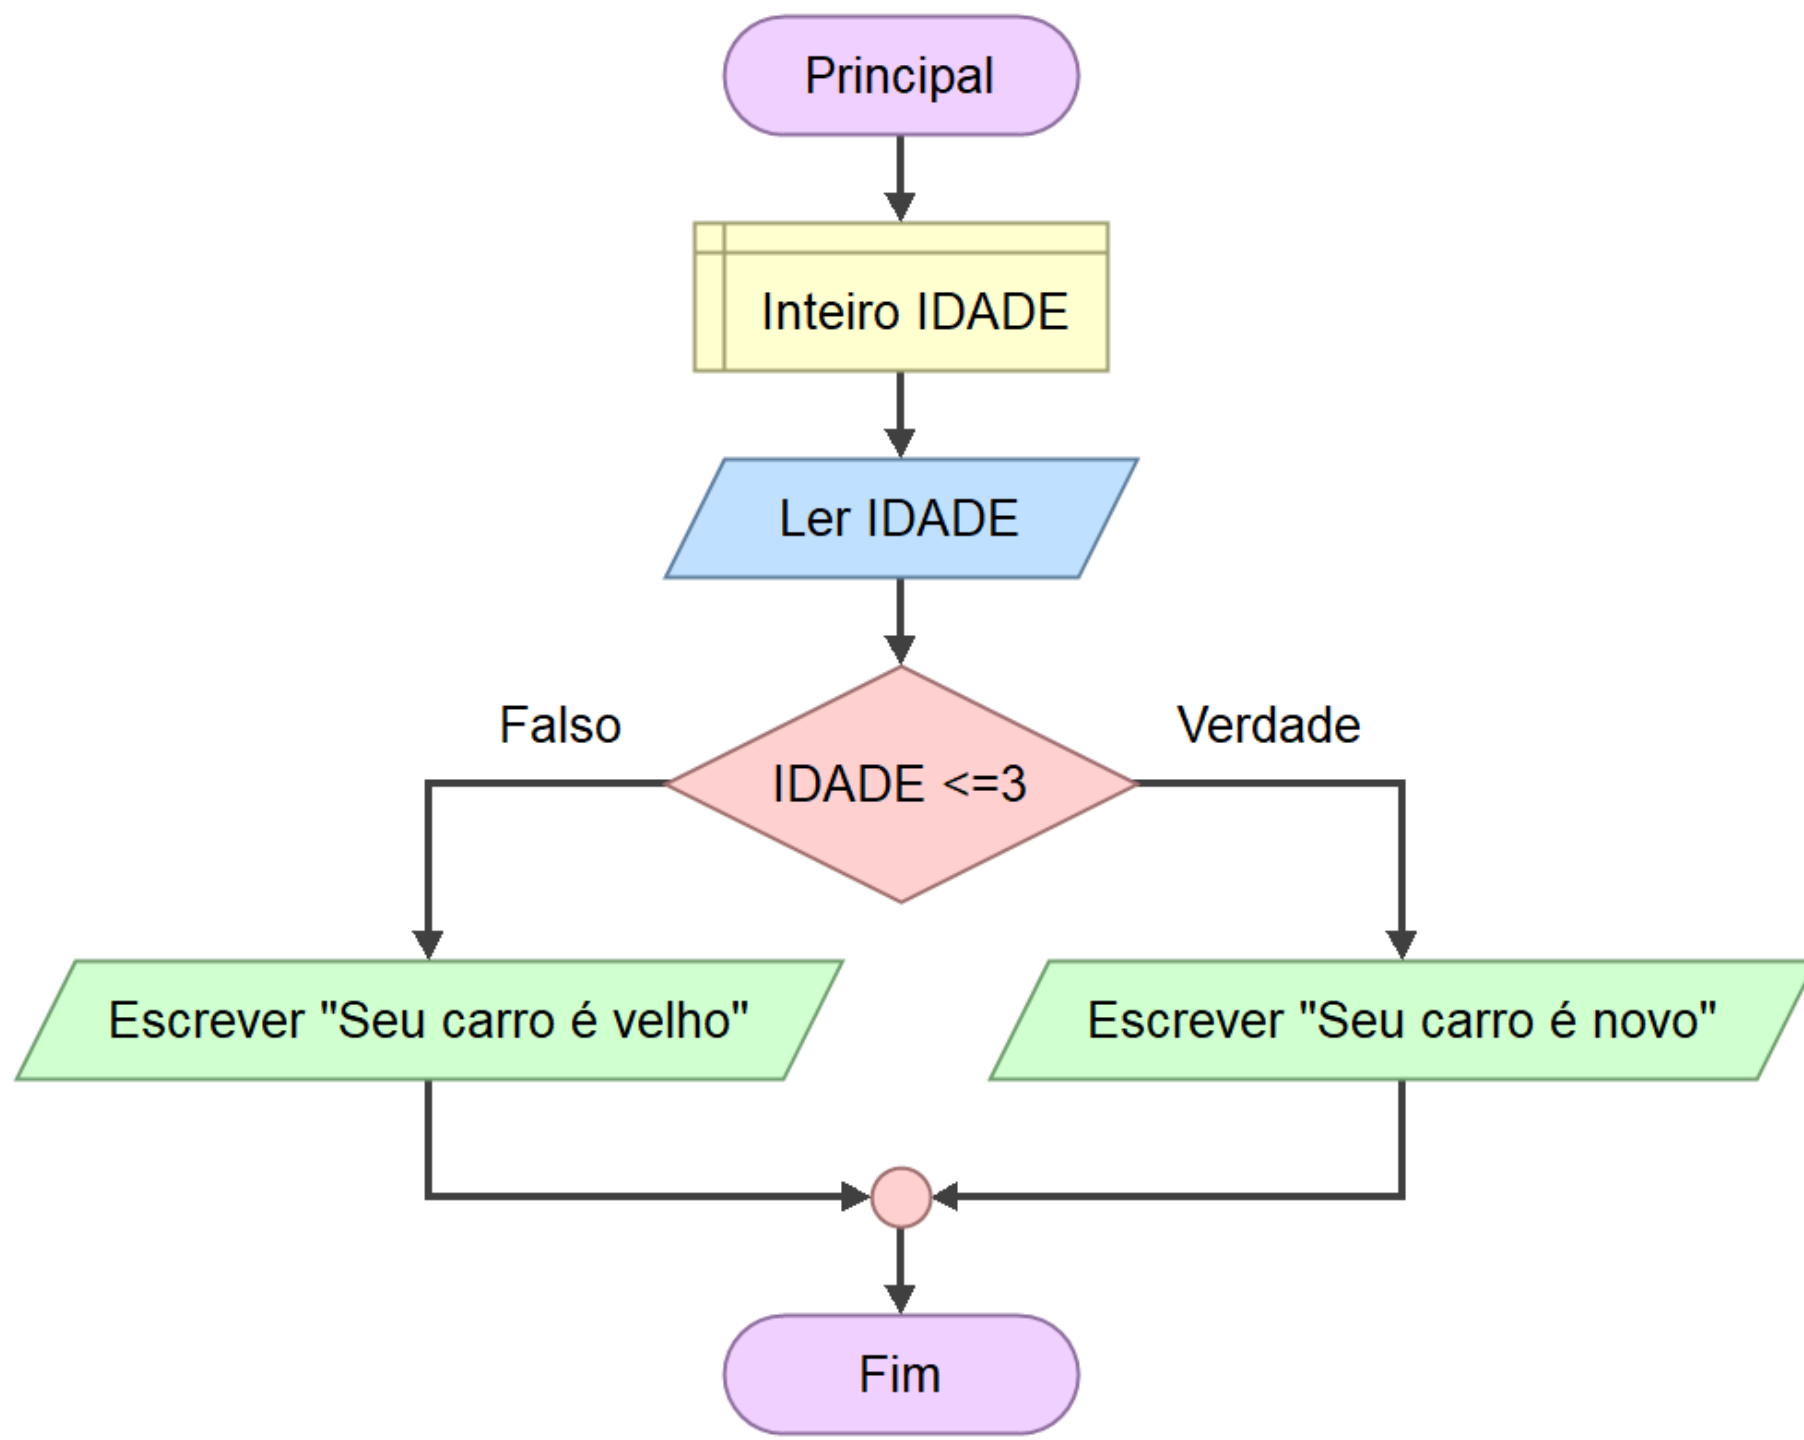 Principal
Inteiro IDADE
Ler IDADE
Falso
Verdade
IDADE <=3
Escrever "Seu carro é velho"
Escrever "Seu carro é novo"
Fim